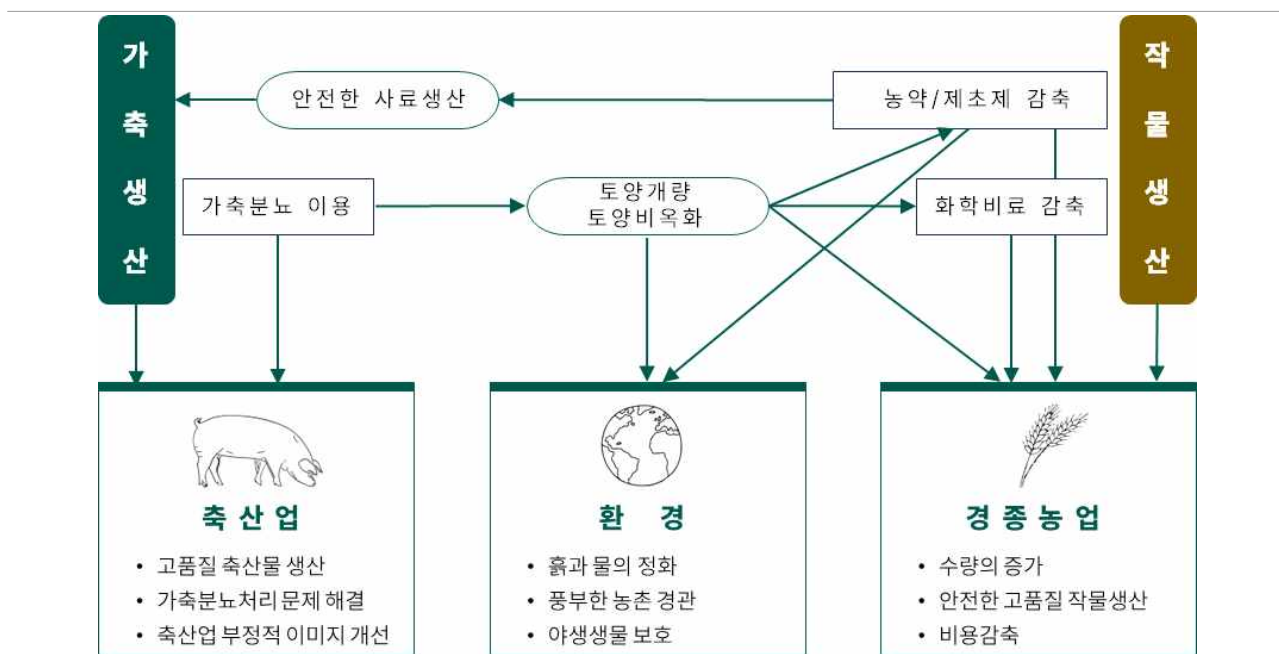 가축생산
작물생산
안전한 사료생산
농약/제초제 감축
가축분뇨 이용
토양개량
토양비옥화
화학비료 감축
축산업
• 고품질 축산물 생산
• 가축분뇨처리 문제 해결
• 축산업 부정적 이미지 개선
환 경
• 흙과 물의 정화
• 풍부한 농촌 경관
• 야생생물 보호
경종농업
• 수량의 증가
• 안전한 고품질 작물생산
• 비용감축